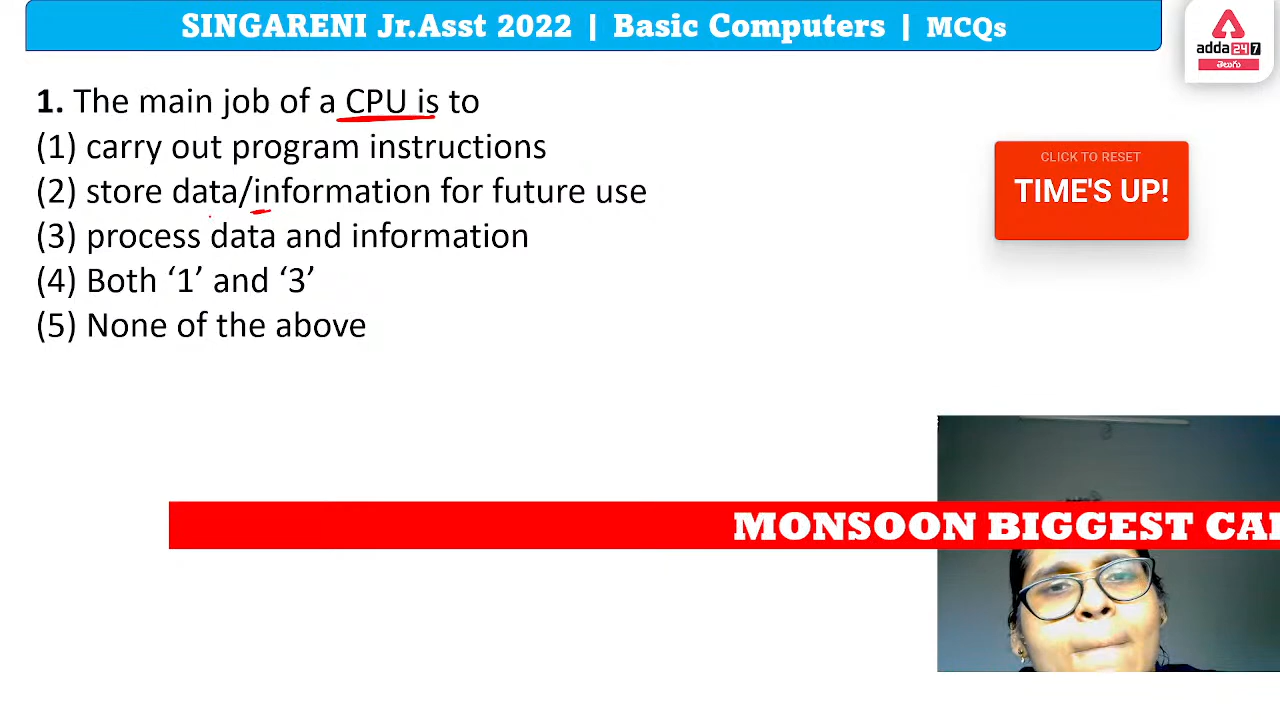 SINGARENI Jr.Asst 2022 | Basic Computers | MCQs
adda247
తెలుగు
1. The main job of a CPU is to
(1) carry out program instructions
(2) store data/information for future use
(3) process data and information
(4) Both ‘1’ and ‘3’
(5) None of the above
CLICK TO RESET
TIME'S UP!
MONSOON BIGGEST